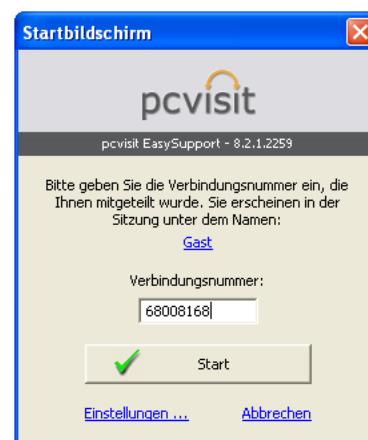 Startbildschirm
pcvisit
pcvisit EasySupport - 8.2.1.2259
Bitte geben Sie die Verbindungsnummer ein, die
Ihnen mitgeteilt wurde. Sie erscheinen in der
Sitzung unter dem Namen:
Gast
Verbindungsnummer:
68008168
Start
Einstellungen ... Abbrechen